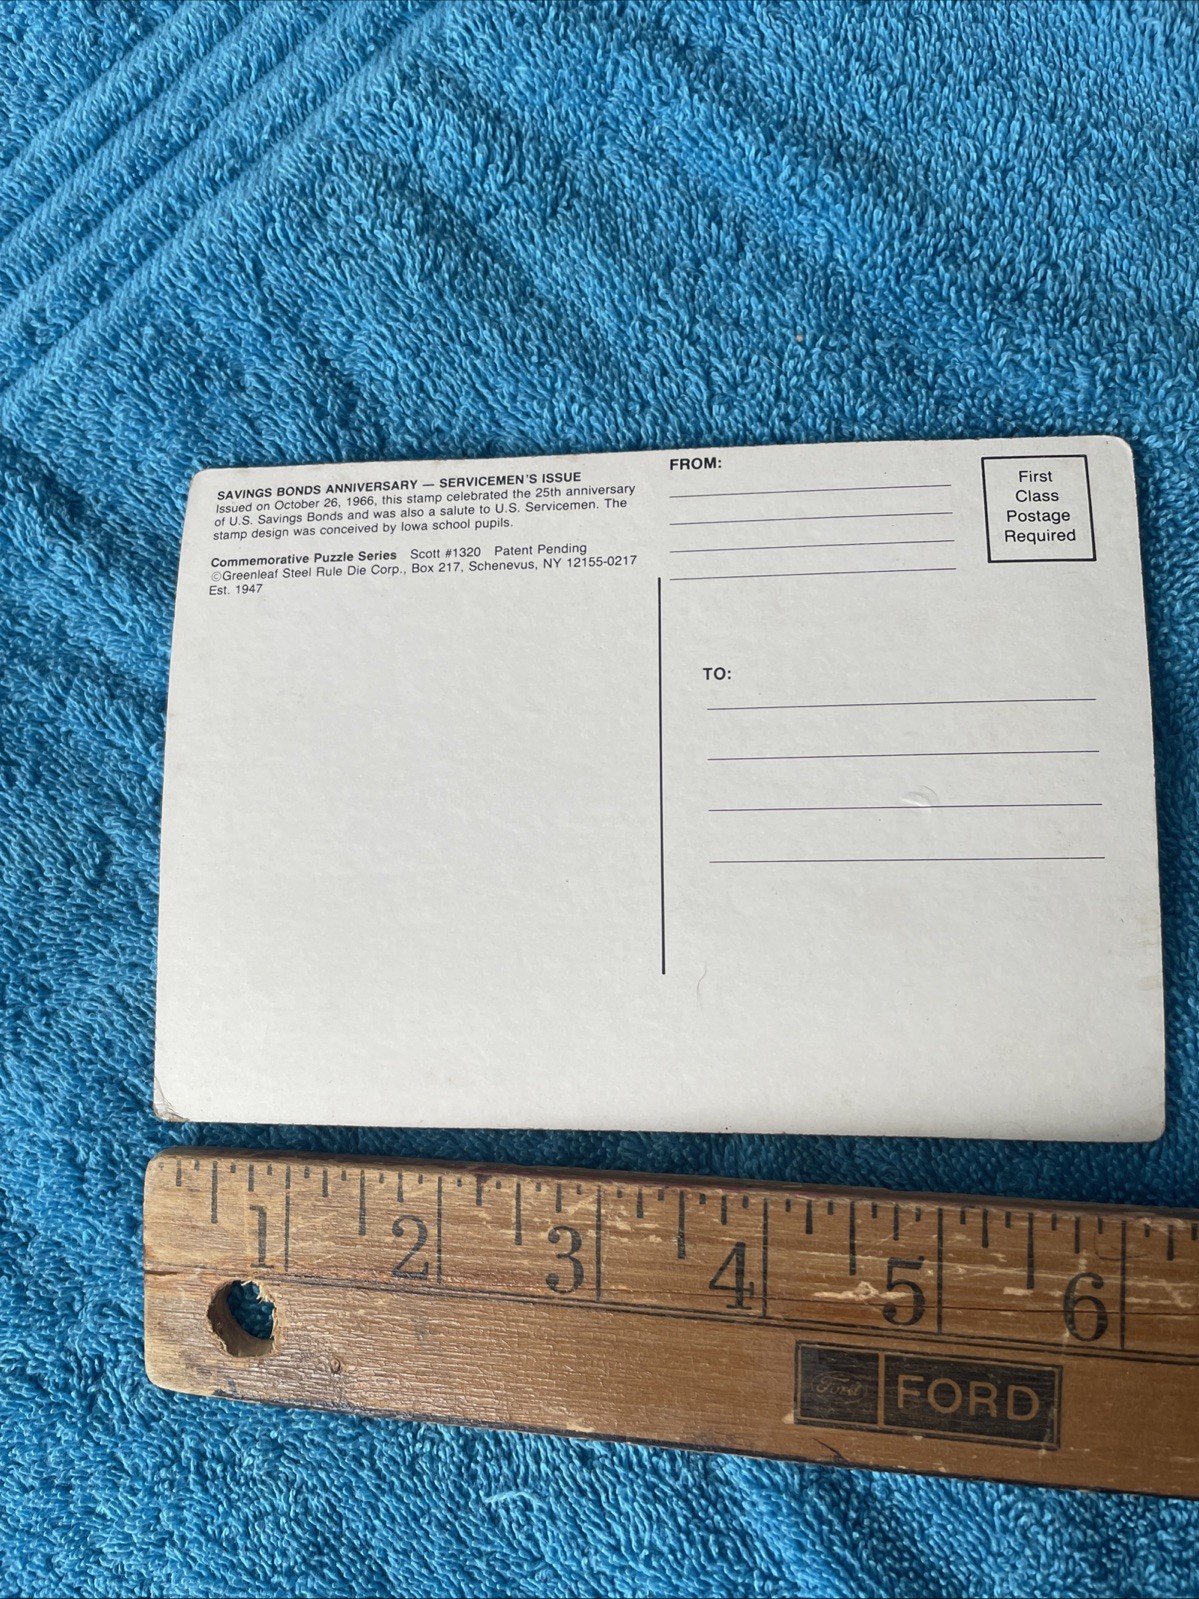 SAVINGS BONDS ANNIVERSARY — SERVICEMEN'S ISSUE
Issued on October 26, 1966, this stamp celebrated the 25th anniversary
of U.S. Savings Bonds and was also a salute to U.S. Servicemen. The
stamp design was conceived by Iowa school pupils.
Commemorative Puzzle Series Scott #1320 Patent Pending
©Greenleaf Steel Rule Die Corp., Box 217, Schenevus, NY 12155-0217
Est. 1947
FROM:
First
Class
Postage
Required
TO:
1 2 3 4 5 6
Ford FORD